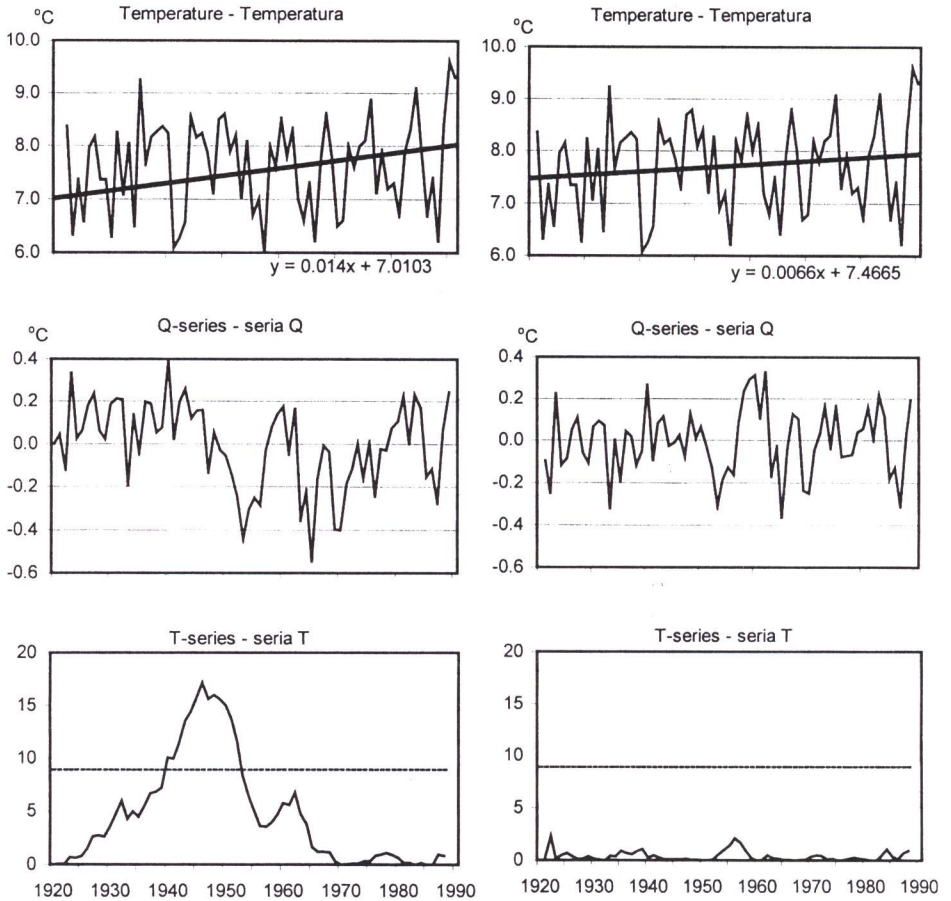 Temperature - Temperatura
ºC
10.0
9.0
8.0
7.0
6.0
y = 0.014x + 7.0103
Temperature - Temperatura
ºC
10.0
9.0
8.0
7.0
6.0
y = 0.0066x + 7.4665
Q-series - seria Q
ºC
0.4
0.2
0.0
-0.2
-0.4
-0.6
Q-series - seria Q
ºC
0.4
0.2
0.0
-0.2
-0.4
-0.6
T-series - seria T
20
15
10
5
0
1920 1930 1940 1950 1960 1970 1980 1990
T-series - seria T
20
15
10
5
0
1920 1930 1940 1950 1960 1970 1980 1990